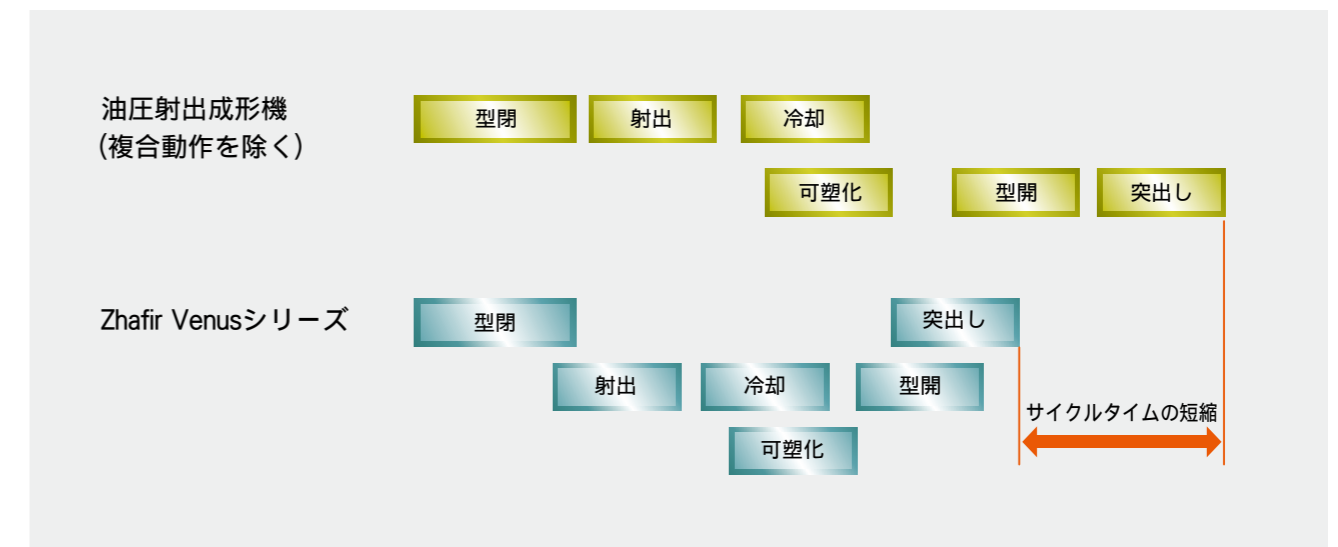 油圧射出成形機
(複合動作を除く)
型閉
射出
冷却
可塑化
型開
突出し
Zhafir Venusシリーズ
型閉
突出し
射出
冷却
型開
サイクルタイムの短縮
可塑化